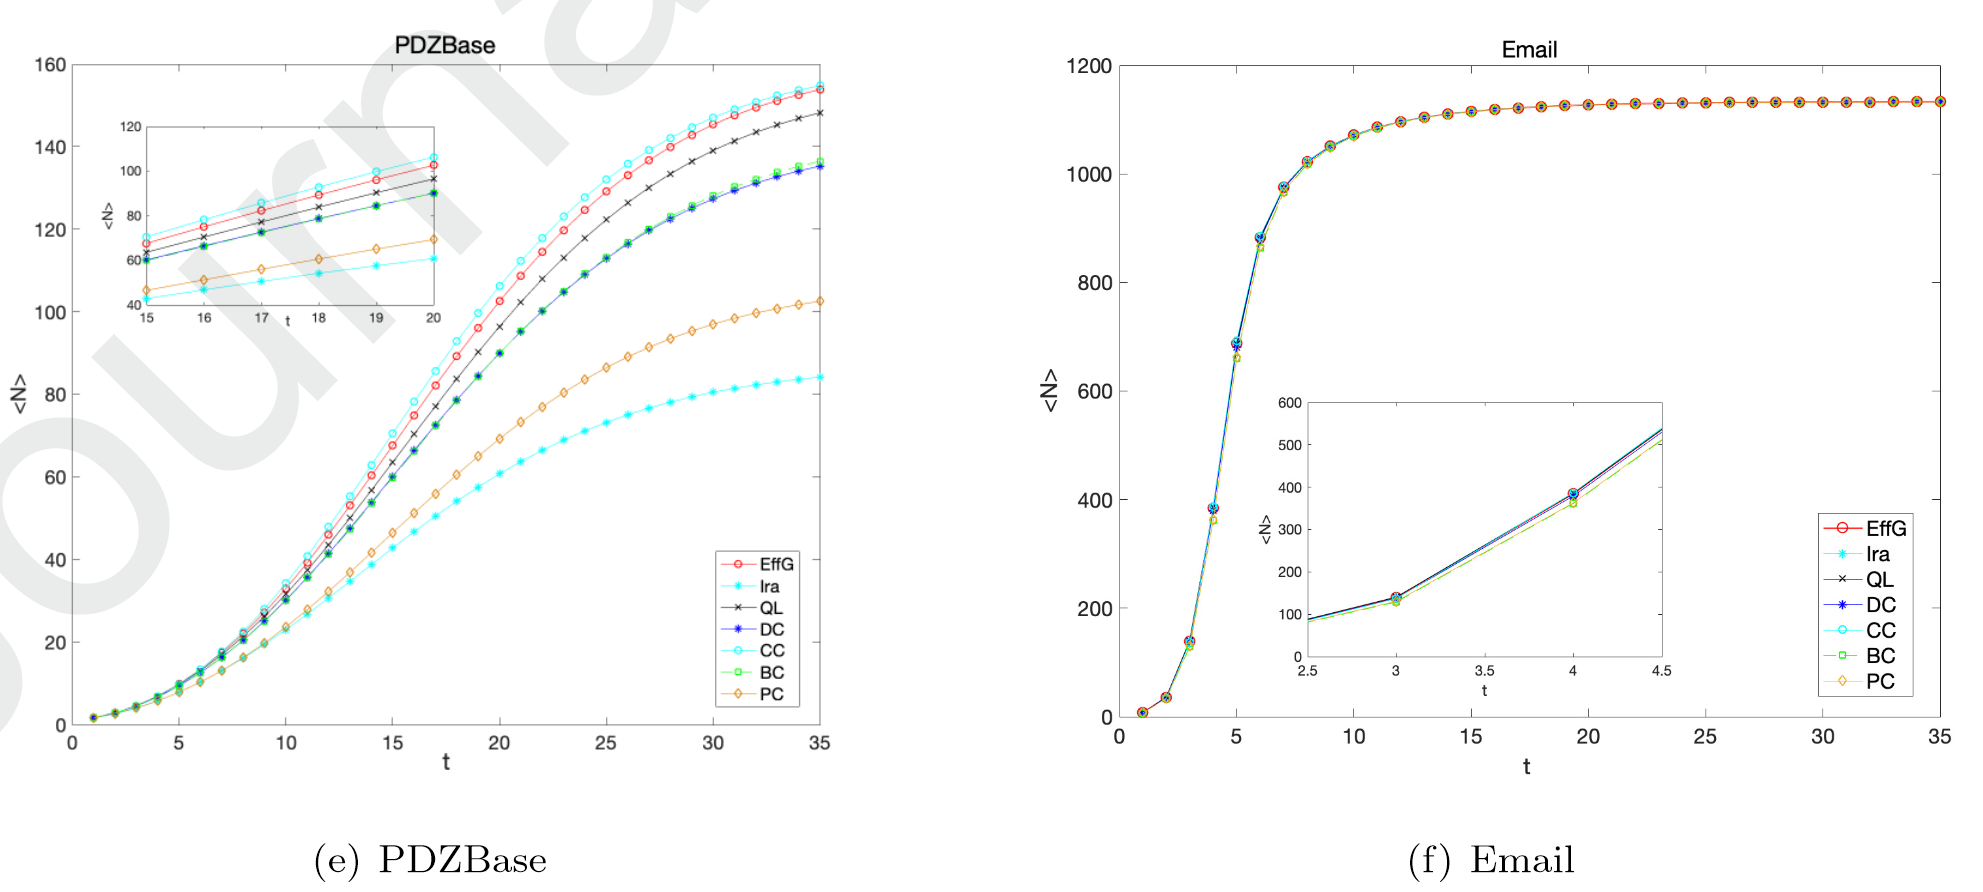 PDZBase
160
140
120
100
80
60
40
20
0
<N>
0 5 10 15 20 25 30 35
t
120
100
80
60
40
<N>
15 16 17 18 19 20
t
EffG
Ira
QL
DC
CC
BC
PC
(e) PDZBase
Email
1200
1000
800
600
400
200
0
<N>
0 5 10 15 20 25 30 35
t
600
500
400
300
200
100
0
<N>
2.5 3 3.5 4 4.5
t
EffG
Ira
QL
DC
CC
BC
PC
(f) Email